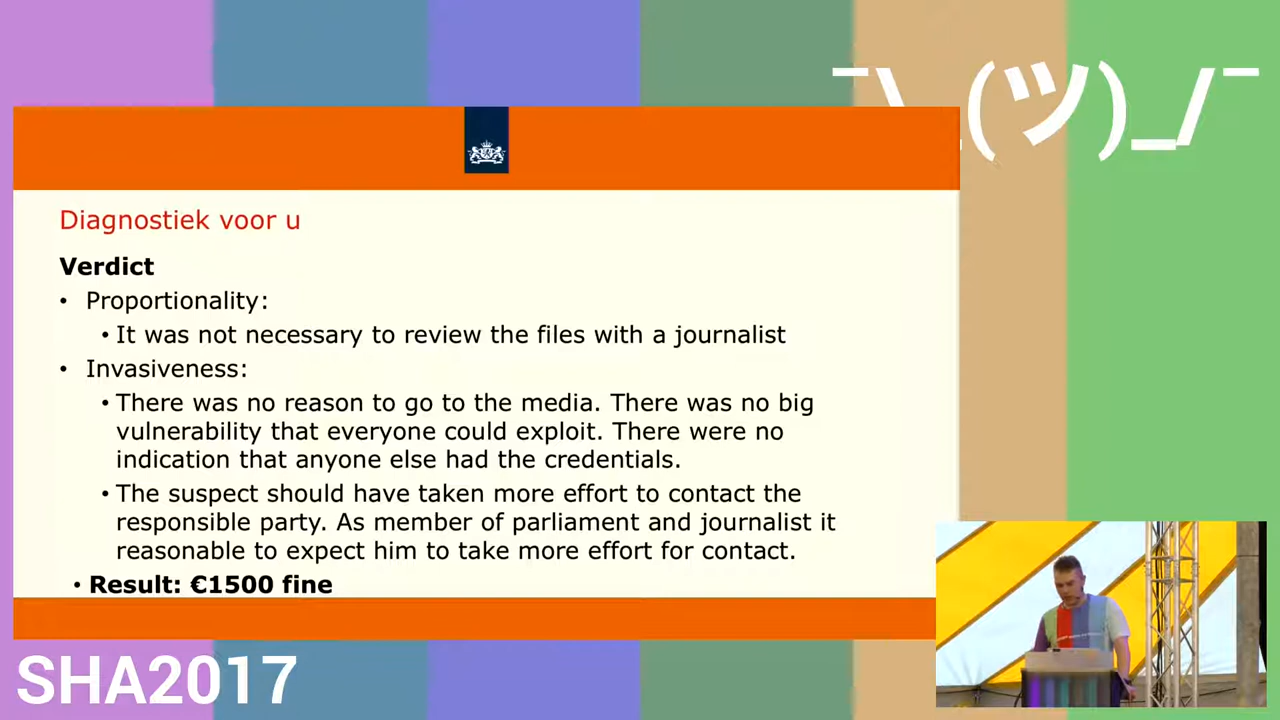 ¯\_(ツ)_/¯
Diagnostiek voor u
Verdict
• Proportionality:
• It was not necessary to review the files with a journalist
• Invasiveness:
• There was no reason to go to the media. There was no big
vulnerability that everyone could exploit. There were no
indication that anyone else had the credentials.
• The suspect should have taken more effort to contact the
responsible party. As member of parliament and journalist it
reasonable to expect him to take more effort for contact.
• Result: €1500 fine
SHA2017